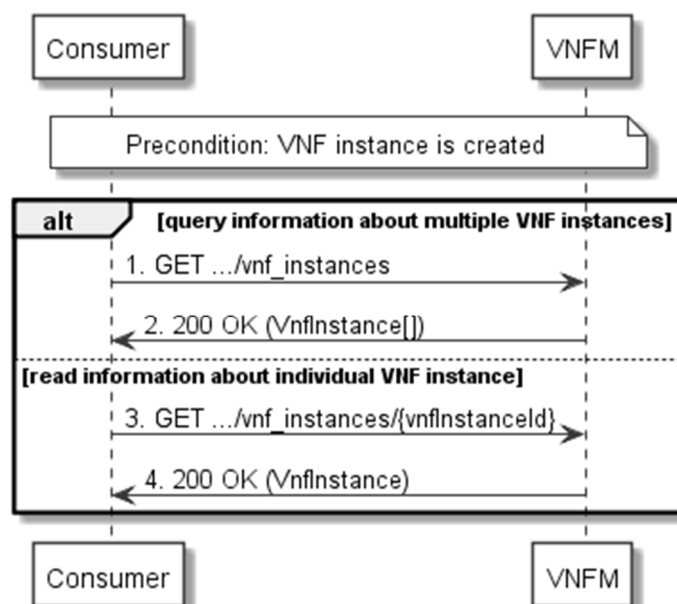 Consumer VNFM
Precondition: VNF instance is created
alt [query information about multiple VNF instances]
1. GET .../vnf_instances
2. 200 OK (VnfInstance[])
[read information about individual VNF instance]
3. GET .../vnf_instances/{vnfInstanceId}
4. 200 OK (VnfInstance)
Consumer VNFM